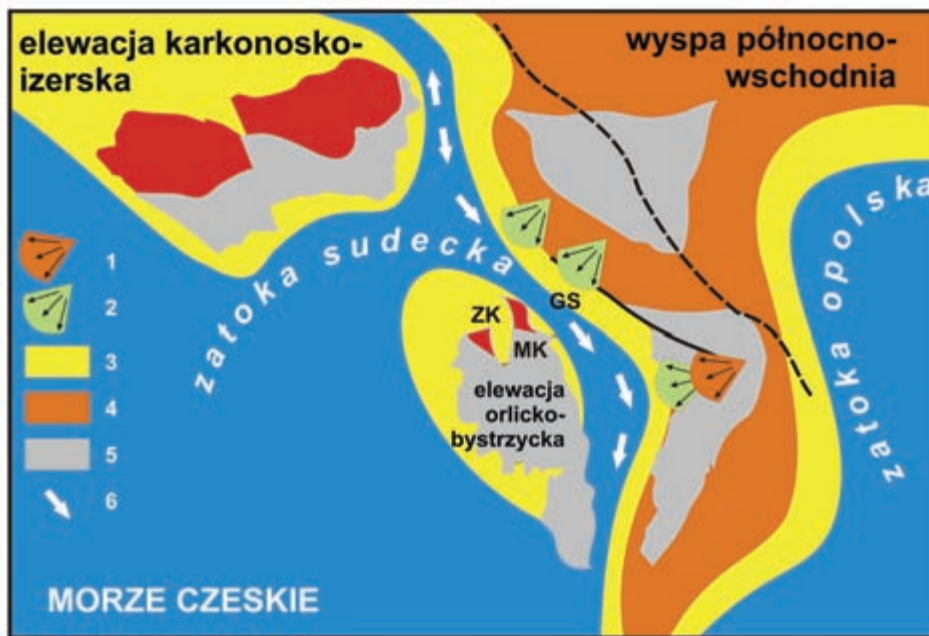 elewacja karkonosko-
izerska
wyspa północno-
wschodnia
zatoka sudecka
zatoka opolska
1
2
3
4
5
6
ZK
GS
MK
elewacja
orlicko-
bystrzycka
MORZE CZESKIE